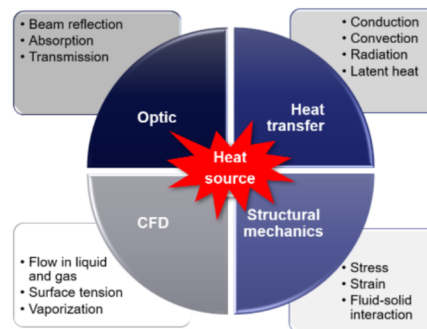 • Beam reflection
• Absorption
• Transmission
• Conduction
• Convection
• Radiation
• Latent heat
Optic
Heat
transfer
Heat
source
CFD
Structural
mechanics
• Flow in liquid
and gas
• Surface tension
• Vaporization
• Stress
• Strain
• Fluid-solid
interaction